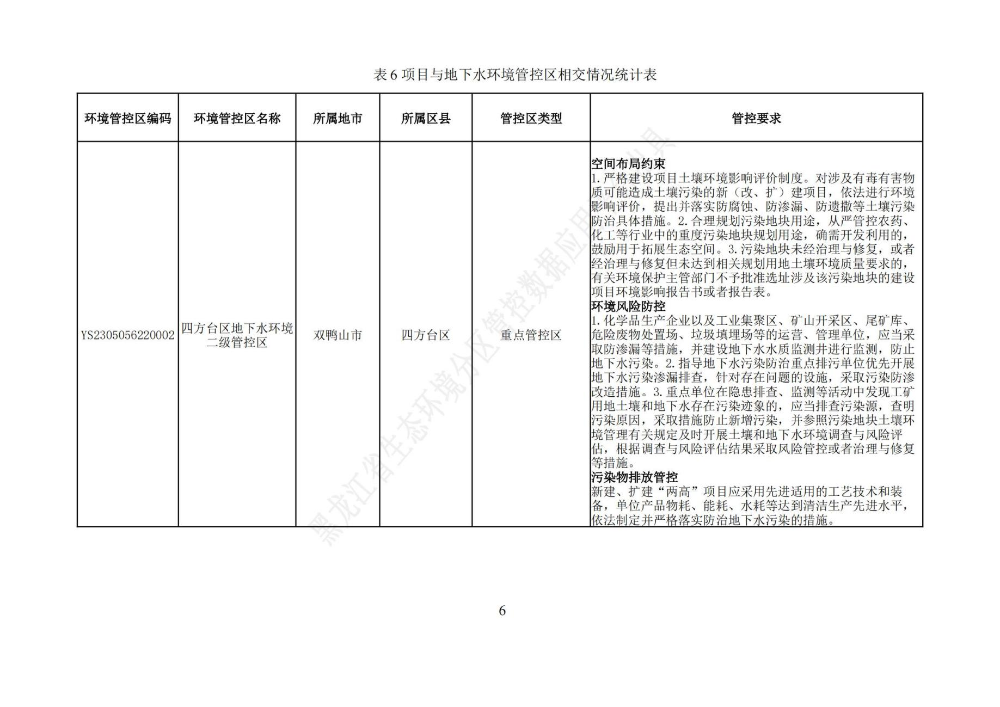 表 6 项目与地下水环境管控区相交情况统计表
环境管控区编码 环境管控区名称 所属地市 所属区县 管控区类型 管控要求
YS2305056220002
四方台区地下水环境
二级管控区
双鸭山市
四方台区
重点管控区
空间布局约束
1.严格建设项目土壤环境影响评价制度。对涉及有毒有害物
质可能造成土壤污染的新（改、扩）建项目，依法进行环境
影响评价，提出并落实防腐蚀、防渗漏、防遗撒等土壤污染
防治具体措施。2.合理规划污染地块用途，从严管控农药、
化工等行业中的重度污染地块规划用途，确需开发利用的，
鼓励用于拓展生态空间。3.污染地块未经治理与修复，或者
经治理与修复但未达到相关规划用地土壤环境质量要求的，
有关环境保护主管部门不予批准选址涉及该污染地块的建设
项目环境影响报告书或者报告表。
环境风险防控
1.化学品生产企业以及工业集聚区、矿山开采区、尾矿库、
危险废物处置场、垃圾填埋场等的运营、管理单位，应当采
取防渗漏等措施，并建设地下水水质监测井进行监测，防止
地下水污染。2.指导地下水污染防治重点排污单位优先开展
地下水污染渗漏排查，针对存在问题的设施，采取污染防渗
改造措施。3.重点单位在隐患排查、监测等活动中发现工矿
用地土壤和地下水存在污染迹象的，应当排查污染源，查明
污染原因，采取措施防止新增污染，并参照污染地块土壤环
境管理有关规定及时开展土壤和地下水环境调查与风险评
估，根据调查与风险评估结果采取风险管控或者治理与修复
等措施。
污染物排放管控
新建、扩建“两高”项目应采用先进适用的工艺技术和装
备，单位产品物耗、能耗、水耗等达到清洁生产先进水平，
依法制定并严格落实防治地下水污染的措施。
黑龙江省生态环境分区管控数据应用
具
6